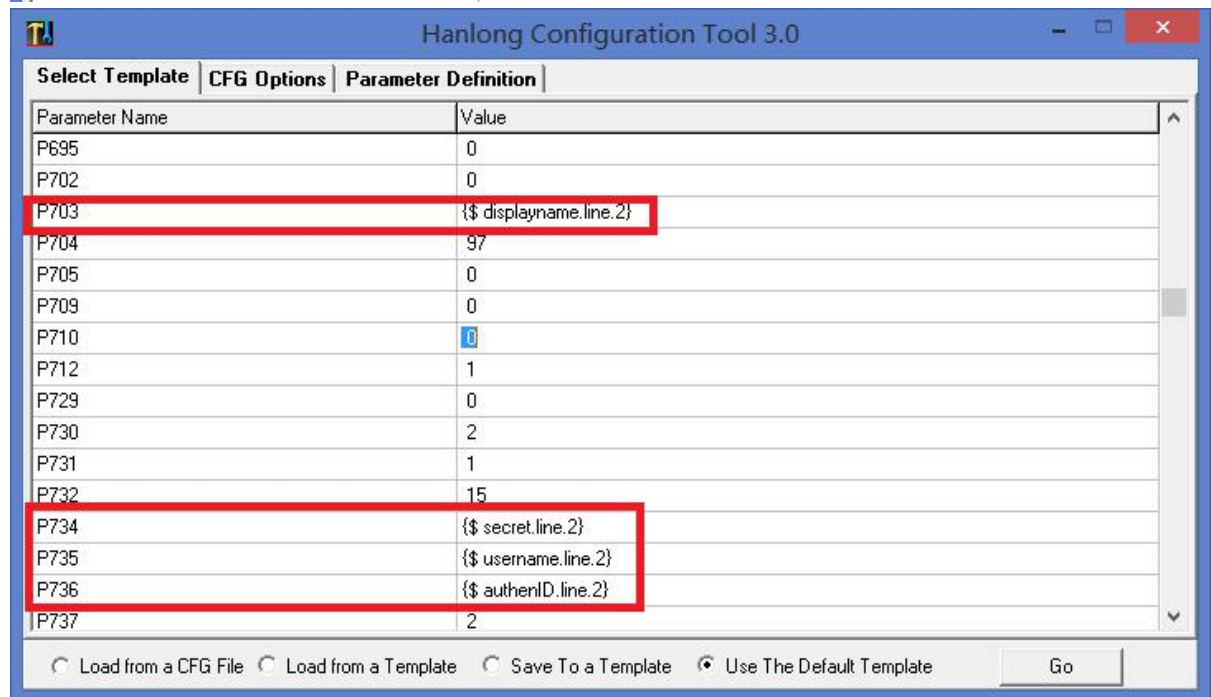 Hanlong Configuration Tool 3.0
Select Template CFG Options Parameter Definition
Parameter Name Value
P695 0
P702 0
P703 {$ displayname.line.2}
P704 97
P705 0
P709 0
P710 0
P712 1
P729 0
P730 2
P731 1
P732 15
P734 {$ secret.line.2}
P735 {$ username.line.2}
P736 {$ authenID.line.2}
P737 2
Load from a CFG File Load from a Template Save To a Template Use The Default Template Go